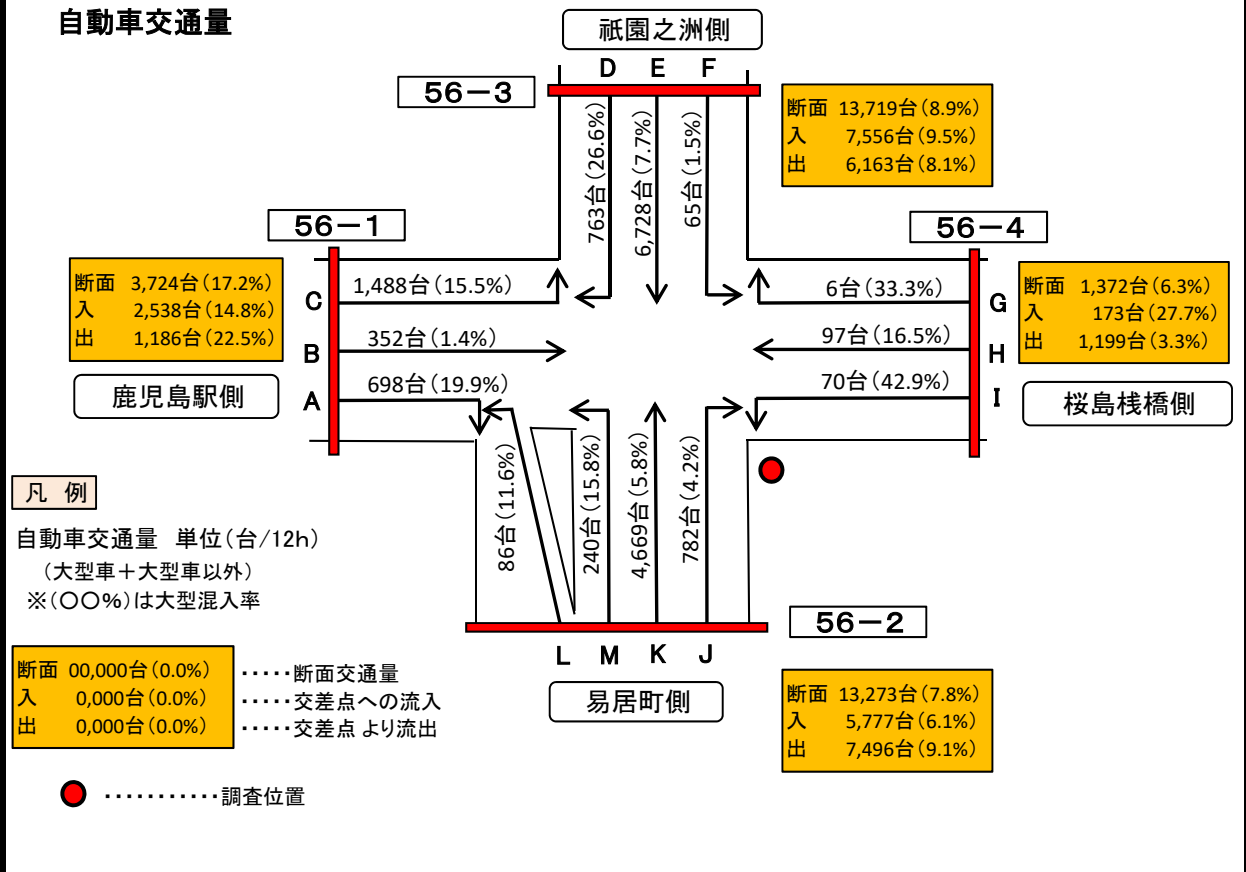 自動車交通量
祇園之洲側
D E F
56-3
断面 13,719台(8.9%)
入 7,556台(9.5%)
出 6,163台(8.1%)
763台(26.6%)
6,728台(7.7%)
65台(1.5%)
56-1
56-4
断面 3,724台(17.2%)
入 2,538台(14.8%)
出 1,186台(22.5%)
C
1,488台(15.5%)
B
352台(1.4%)
A
698台(19.9%)
鹿児島駅側
6台(33.3%)
G
97台(16.5%)
H
70台(42.9%)
I
断面 1,372台(6.3%)
入 173台(27.7%)
出 1,199台(3.3%)
桜島桟橋側
86台(11.6%)
240台(15.8%)
4,669台(5.8%)
782台(4.2%)
凡 例
自動車交通量 単位(台/12h)
(大型車+大型車以外)
※(○○%)は大型混入率
56-2
L M K J
易居町側
断面 13,273台(7.8%)
入 5,777台(6.1%)
出 7,496台(9.1%)
断面 00,000台(0.0%) ・・・・・断面交通量
入 0,000台(0.0%) ・・・・・交差点への流入
出 0,000台(0.0%) ・・・・・交差点より流出
・・・・・・・・・・・調査位置